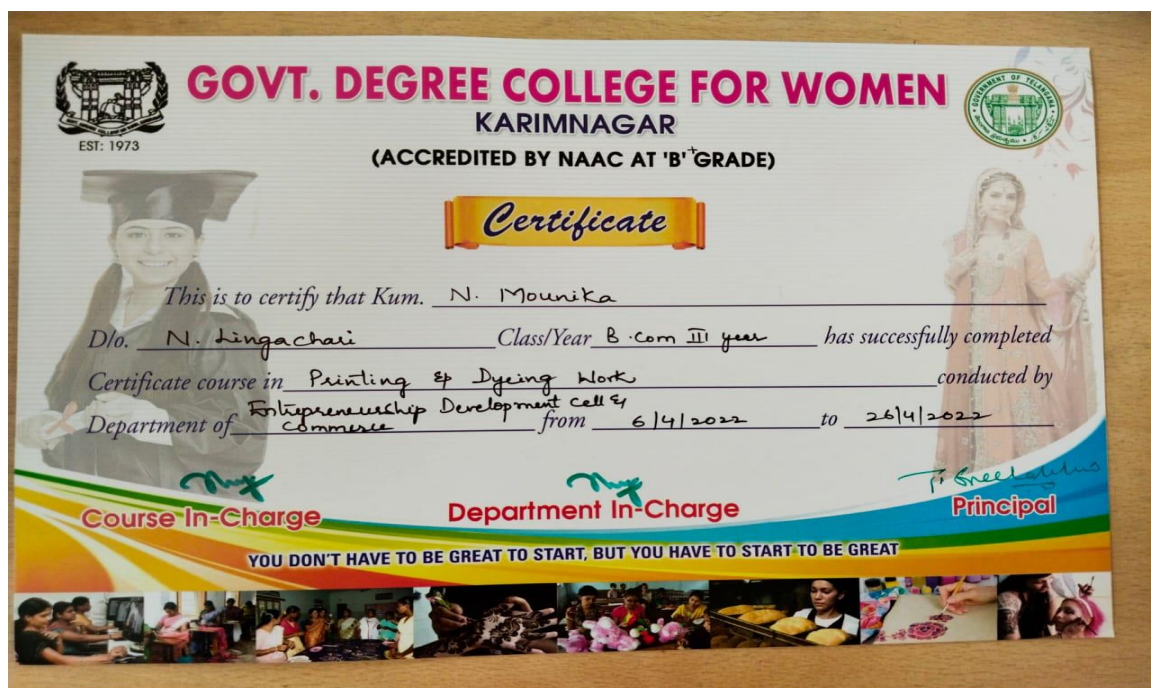 GOVT. DEGREE COLLEGE FOR WOMEN
EST: 1973
GOVERNMENT OF TELANGANA
KARIMNAGAR
(ACCREDITED BY NAAC AT 'B'+ GRADE)
Certificate
This is to certify that Kum. N. Mounika
D/o. N. Lingachari Class/Year B.Com III year has successfully completed
Certificate course in Printing & Dyeing Work conducted by
Department of Entrepreneurship Development Cell & Commerce from 6/4/2022 to 26/4/2022
Course In-Charge Department In-Charge Principal
YOU DON'T HAVE TO BE GREAT TO START, BUT YOU HAVE TO START TO BE GREAT